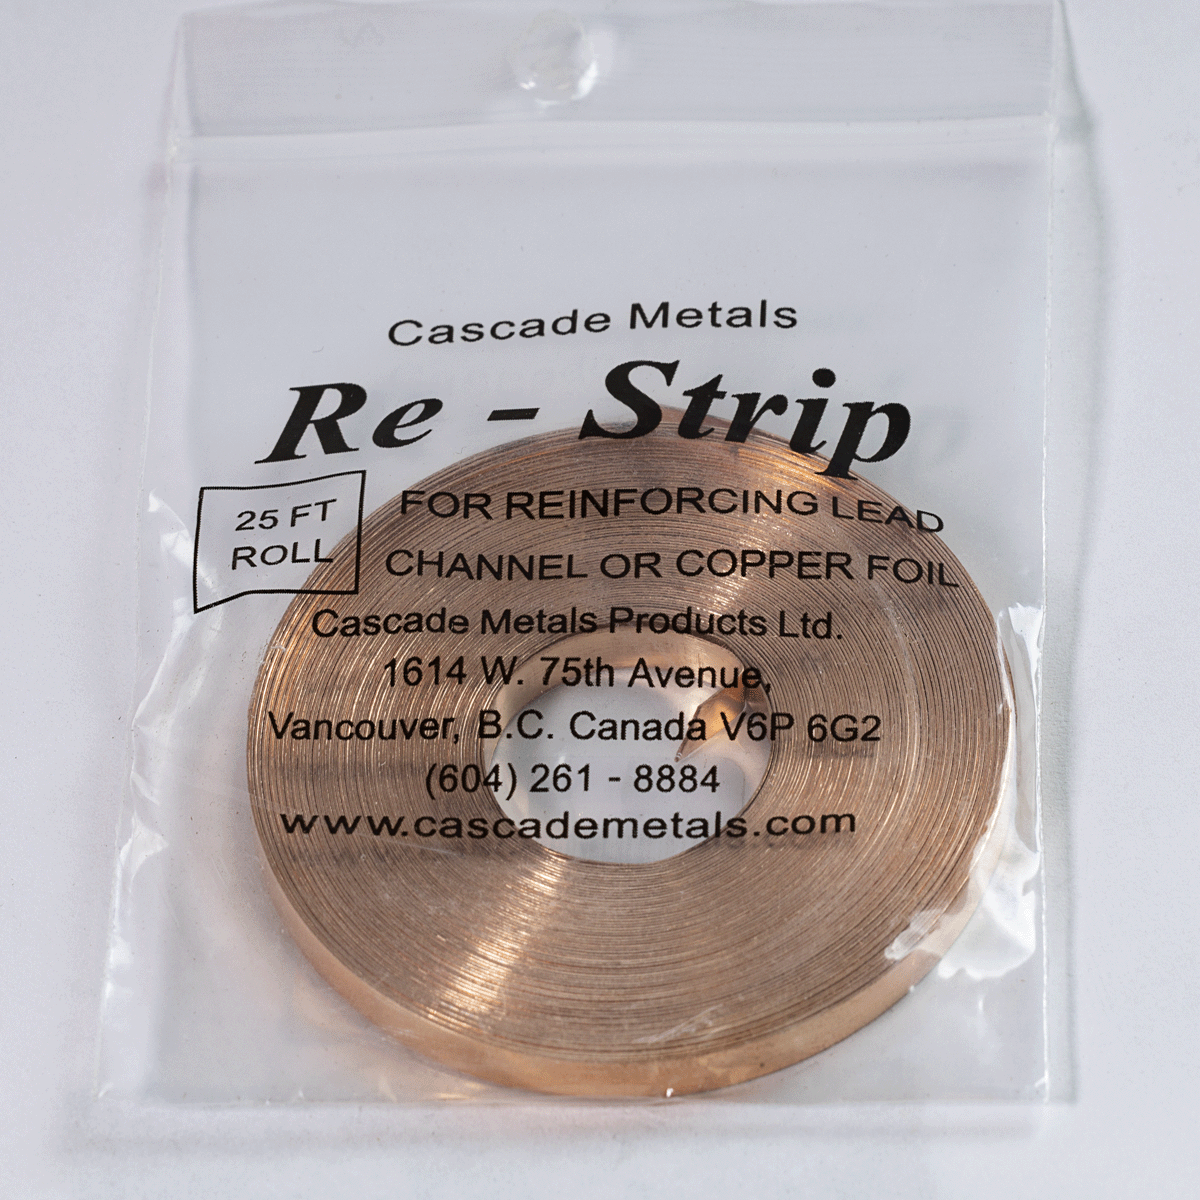 Cascade Metals
Re - Strip
25 FT
ROLL
FOR REINFORCING LEAD
CHANNEL OR COPPER FOIL
Cascade Metals Products Ltd.
1614 W. 75th Avenue,
Vancouver, B.C. Canada V6P 6G2
(604) 261 - 8884
www.cascademetals.com